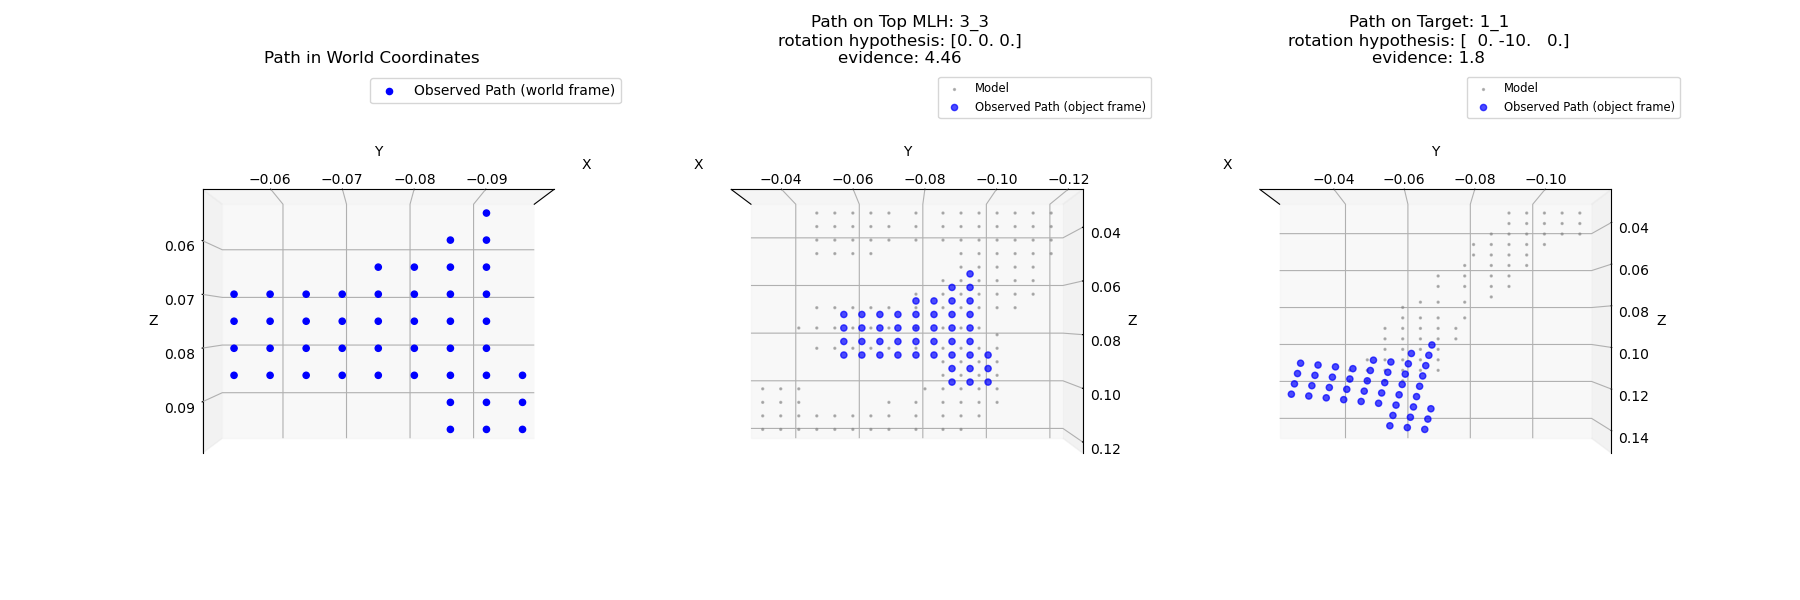 Path in World Coordinates
Observed Path (world frame)
Y
X
−0.06 −0.07 −0.08 −0.09
0.06
0.07
Z
0.08
0.09
Path on Top MLH: 3_3
rotation hypothesis: [0. 0. 0.]
evidence: 4.46
Model
Observed Path (object frame)
Y
X
−0.04 −0.06 −0.08 −0.10 −0.12
0.04
0.06
Z
0.08
0.10
0.12
Path on Target: 1_1
rotation hypothesis: [  0. -10.   0.]
evidence: 1.8
Model
Observed Path (object frame)
Y
X
−0.04 −0.06 −0.08 −0.10
0.04
0.06
0.08
Z
0.10
0.12
0.14